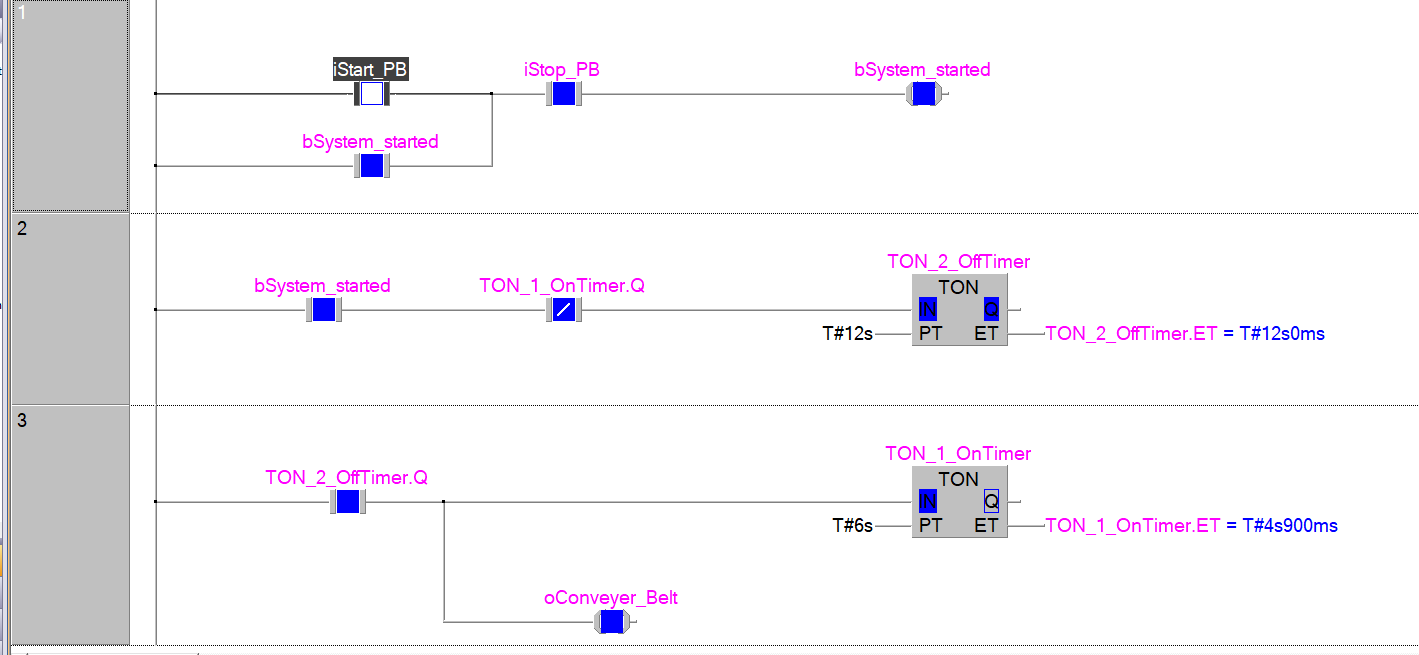 1
iStart_PB
iStop_PB
bSystem_started
bSystem_started
2
bSystem_started
TON_1_OnTimer.Q
TON_2_OffTimer
TON
IN
Q
T#12s
PT
ET
TON_2_OffTimer.ET = T#12s0ms
3
TON_2_OffTimer.Q
TON_1_OnTimer
TON
IN
Q
T#6s
PT
ET
TON_1_OnTimer.ET = T#4s900ms
oConveyer_Belt